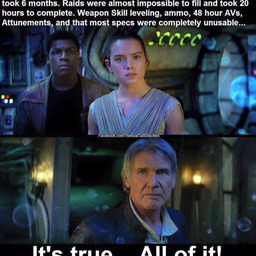 took 6 months. Raids were almost impossible to fill and took 20
hours to complete. Weapon Skill leveling, ammo, 48 hour AVs,
Attunements, and that most specs were completely unusable...
It's true... All of it!